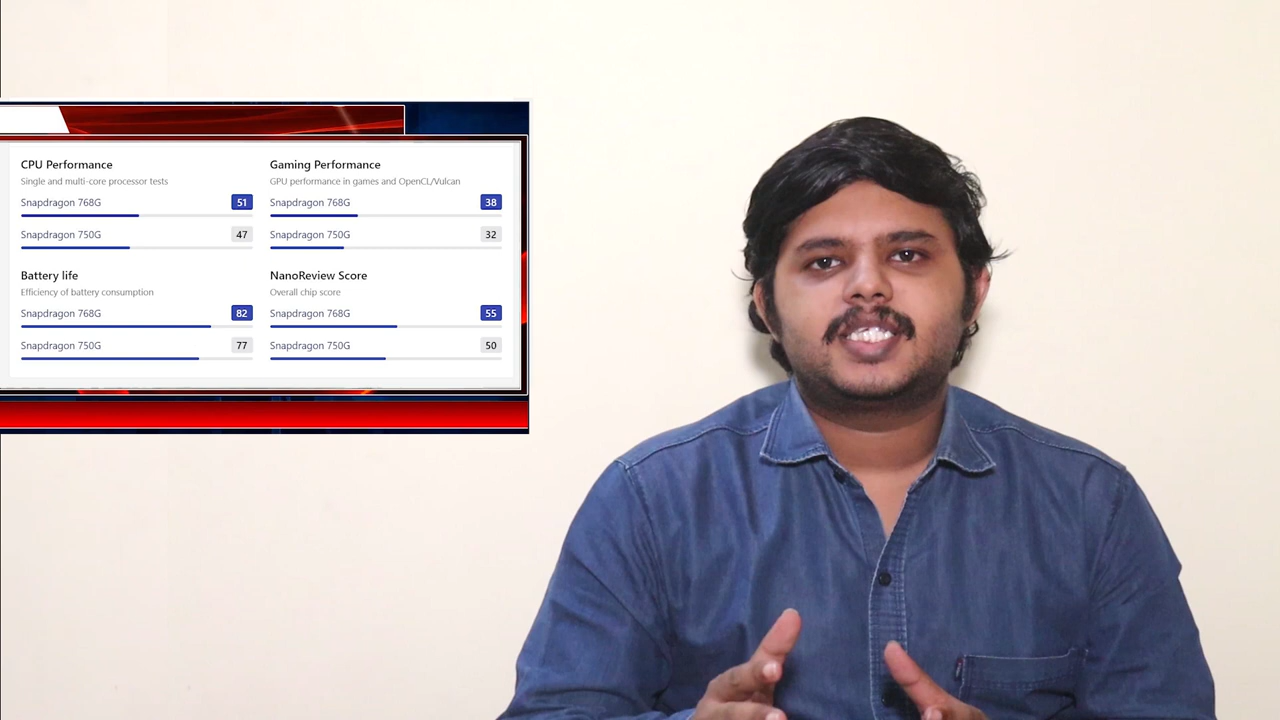 CPU Performance
Single and multi-core processor tests
Snapdragon 768G 51
Snapdragon 750G 47
Gaming Performance
GPU performance in games and OpenCL/Vulcan
Snapdragon 768G 38
Snapdragon 750G 32
Battery life
Efficiency of battery consumption
Snapdragon 768G 82
Snapdragon 750G 77
NanoReview Score
Overall chip score
Snapdragon 768G 55
Snapdragon 750G 50